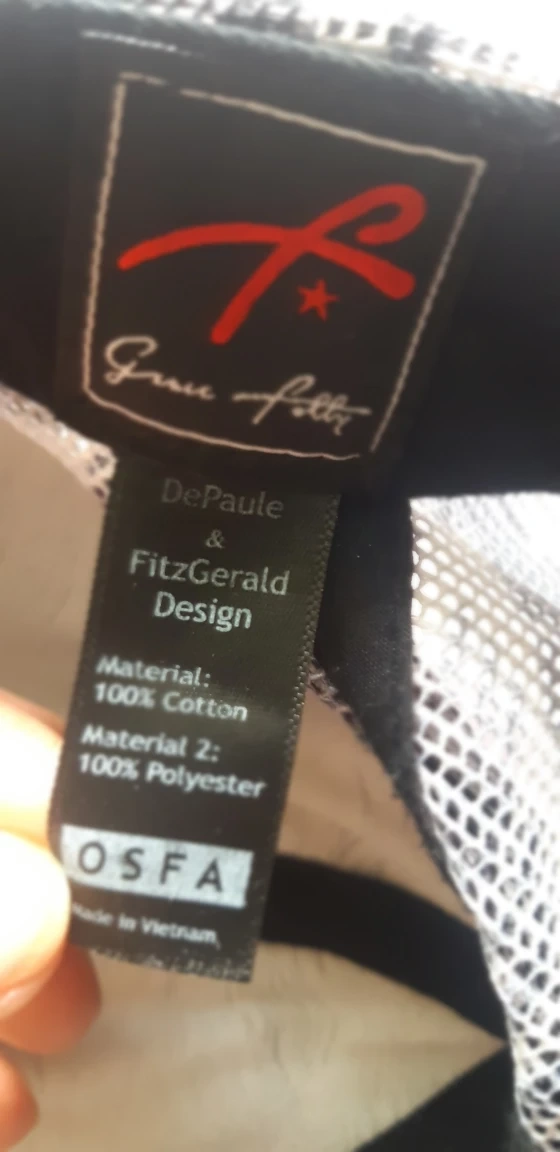 DePaule
&
FitzGerald
Design
Material:
100% Cotton
Material 2:
100% Polyester
OSFA
made in Vietnam